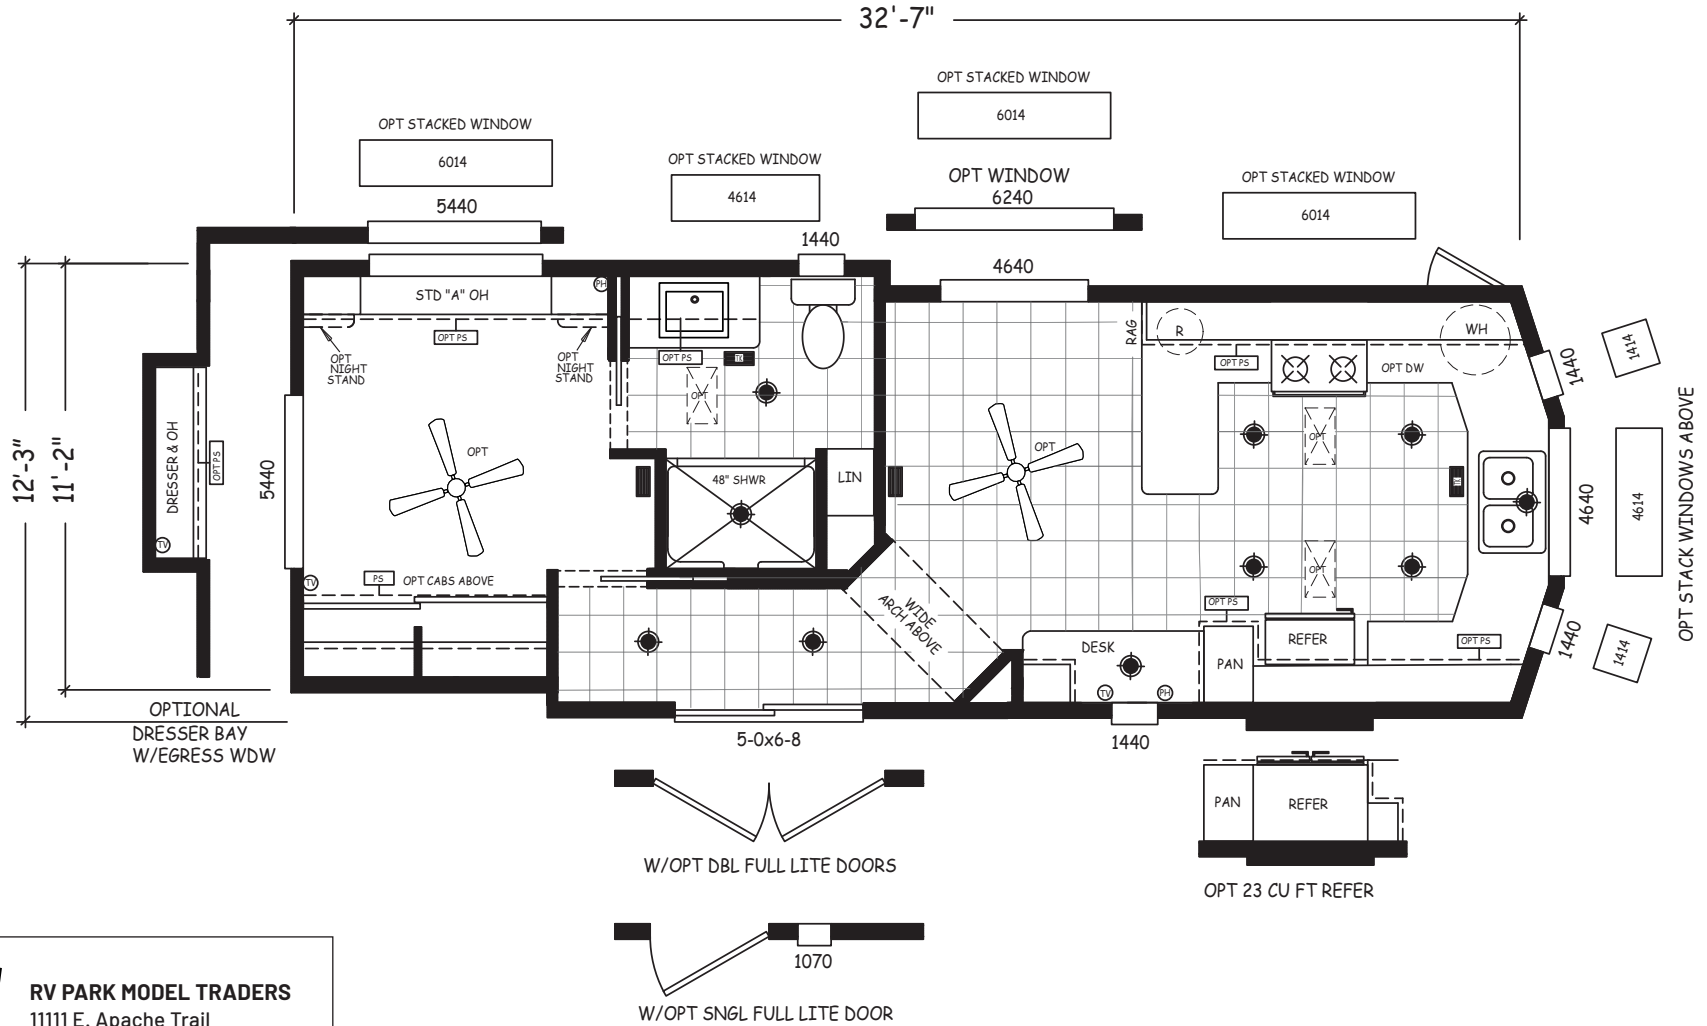 32'-7"
OPT STACKED WINDOW
6014
OPT STACKED WINDOW
6014
OPT STACKED WINDOW
4614
OPT WINDOW
6240
OPT STACKED WINDOW
6014
5440
1440
4640
STD "A" OH
PH
OPT PS
OPT
NIGHT
STAND
OPT
NIGHT
STAND
OPT PS
OPT
RAG
R
WH
OPT PS
OPT DW
1440
1414
12'-3"
11'-2"
DRESSER & OH
OPT PS
TV
5440
OPT
48" SHWR
LIN
OPT
OPT
OPT
4640
4614
OPT STACK WINDOWS ABOVE
TV
PS
OPT CABS ABOVE
WIDE
ARCH ABOVE
DESK
TV
PH
OPT PS
PAN
REFER
OPT PS
1440
1414
OPTIONAL
DRESSER BAY
W/EGRESS WDW
5-0x6-8
1440
PAN
REFER
OPT 23 CU FT REFER
W/OPT DBL FULL LITE DOORS
1070
W/OPT SNGL FULL LITE DOOR
RV PARK MODEL TRADERS
11111 E. Apache Trail